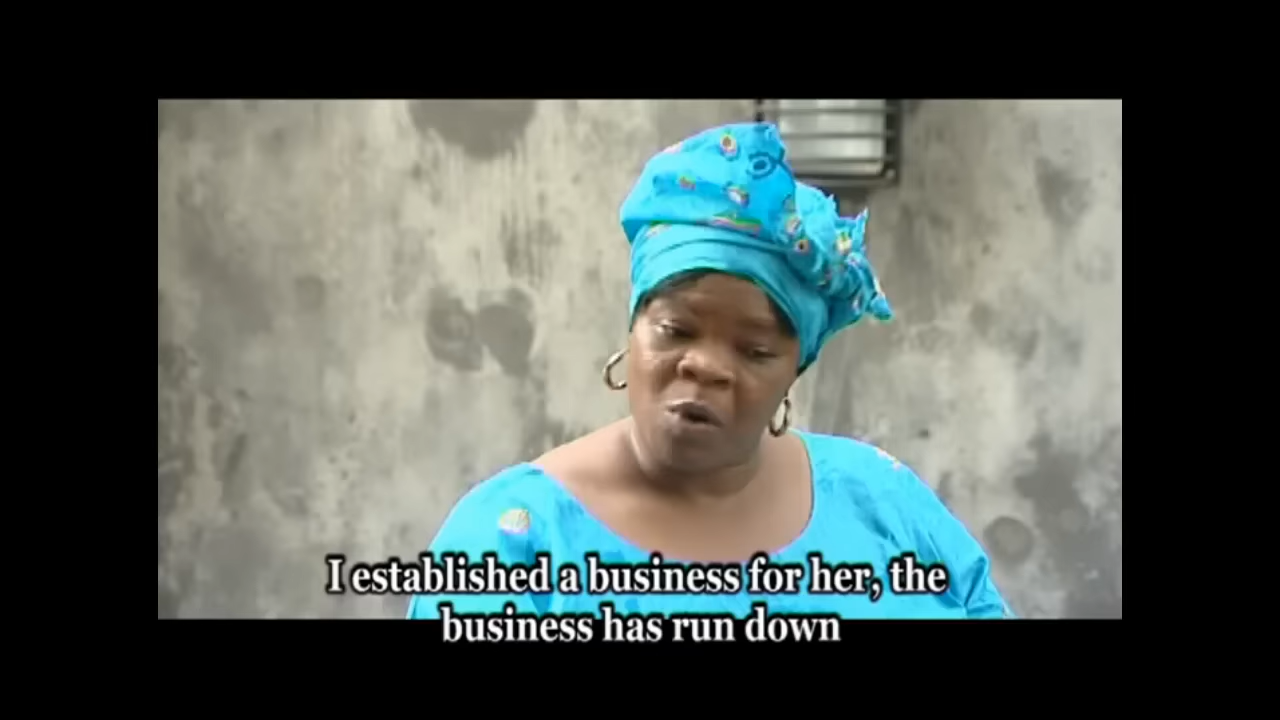 I established a business for her, the
business has run down